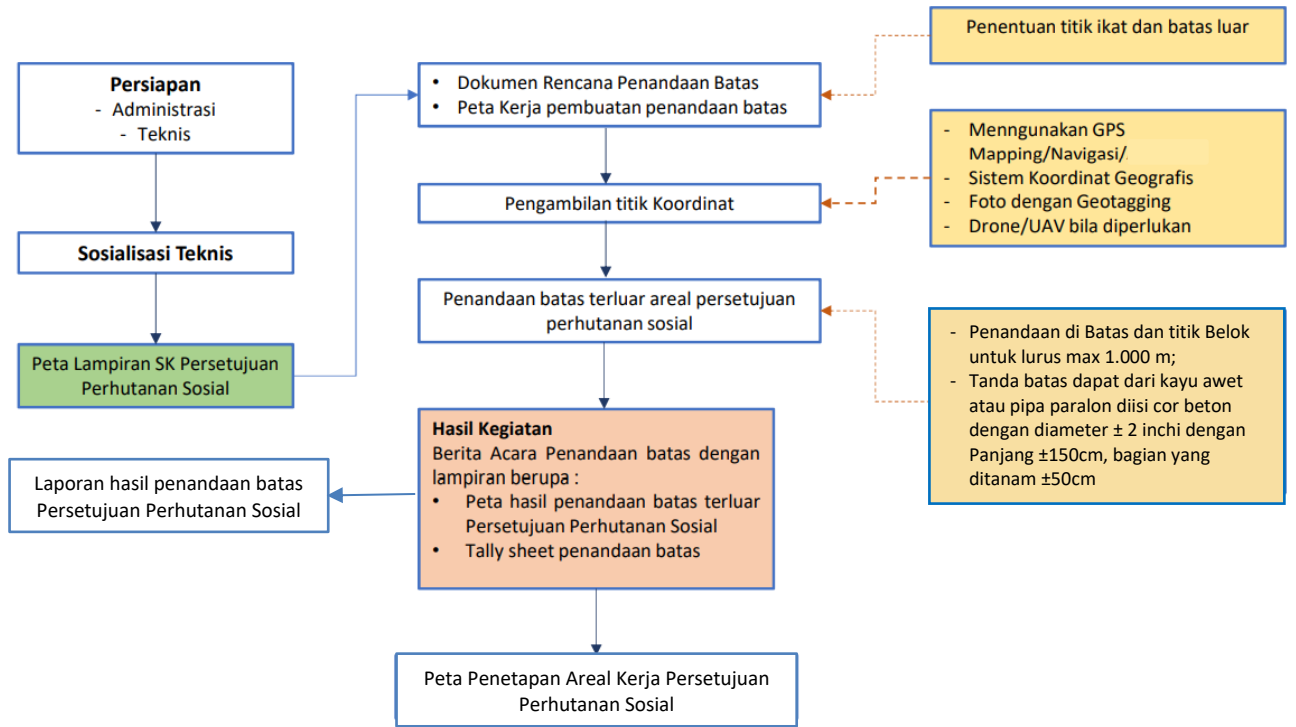 Persiapan
- Administrasi
- Teknis
Sosialisasi Teknis
Peta Lampiran SK Persetujuan
Perhutanan Sosial
• Dokumen Rencana Penandaan Batas
• Peta Kerja pembuatan penandaan batas
Pengambilan titik Koordinat
Penandaan batas terluar areal persetujuan
perhutanan sosial
Hasil Kegiatan
Berita Acara Penandaan batas dengan
lampiran berupa :
• Peta hasil penandaan batas terluar
Persetujuan Perhutanan Sosial
• Tally sheet penandaan batas
Laporan hasil penandaan batas
Persetujuan Perhutanan Sosial
Peta Penetapan Areal Kerja Persetujuan
Perhutanan Sosial
Penentuan titik ikat dan batas luar
- Menngunakan GPS
Mapping/Navigasi/
- Sistem Koordinat Geografis
- Foto dengan Geotagging
- Drone/UAV bila diperlukan
- Penandaan di Batas dan titik Belok
untuk lurus max 1.000 m;
- Tanda batas dapat dari kayu awet
atau pipa paralon diisi cor beton
dengan diameter ± 2 inchi dengan
Panjang ±150cm, bagian yang
ditanam ±50cm